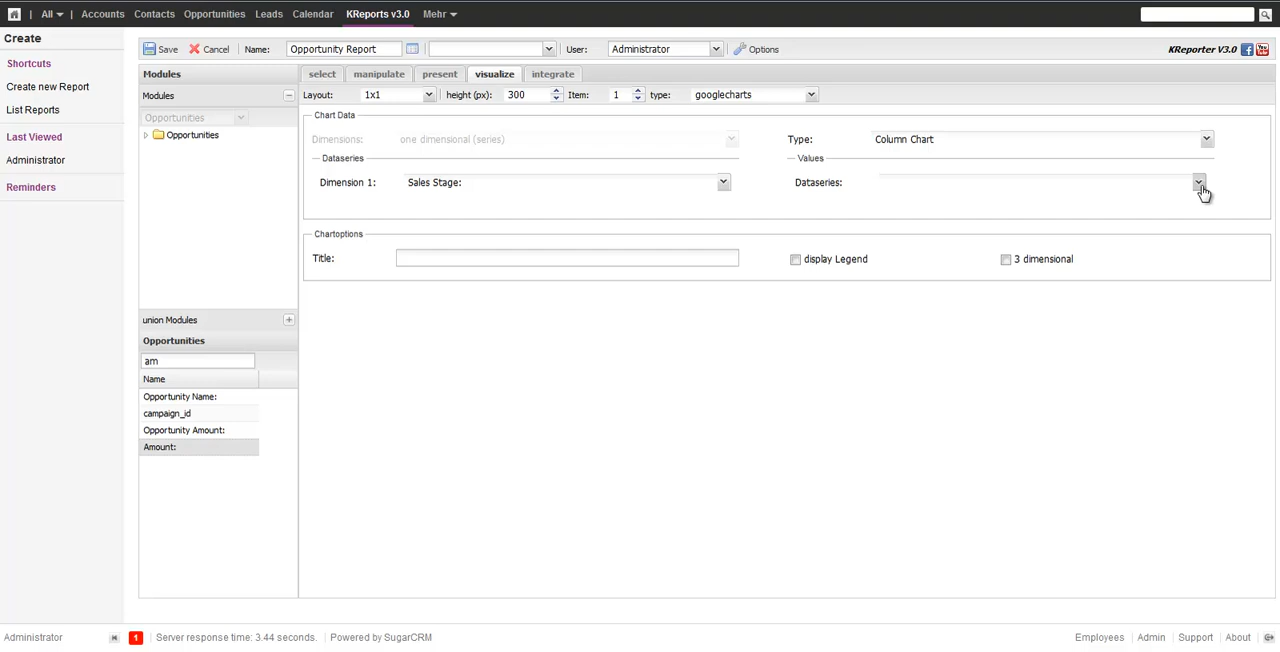 All Accounts Contacts Opportunities Leads Calendar KReports v3.0 Mehr
Create
Shortcuts
Create new Report
List Reports
Last Viewed
Administrator
Reminders
Save Cancel Name: Opportunity Report User: Administrator Options KReporter V3.0
Modules
Modules
Opportunities
Opportunities
union Modules
Opportunities
am
Name
Opportunity Name:
campaign_id
Opportunity Amount:
Amount:
select manipulate present visualize integrate
Layout: 1x1 height (px): 300 Item: 1 type: googlecharts
Chart Data
Dimensions: one dimensional (series) Type: Column Chart
Dataseries Values
Dimension 1: Sales Stage: Dataseries:
Chartoptions
Title: display Legend 3 dimensional
Administrator 1 Server response time: 3.44 seconds. Powered by SugarCRM Employees Admin Support About